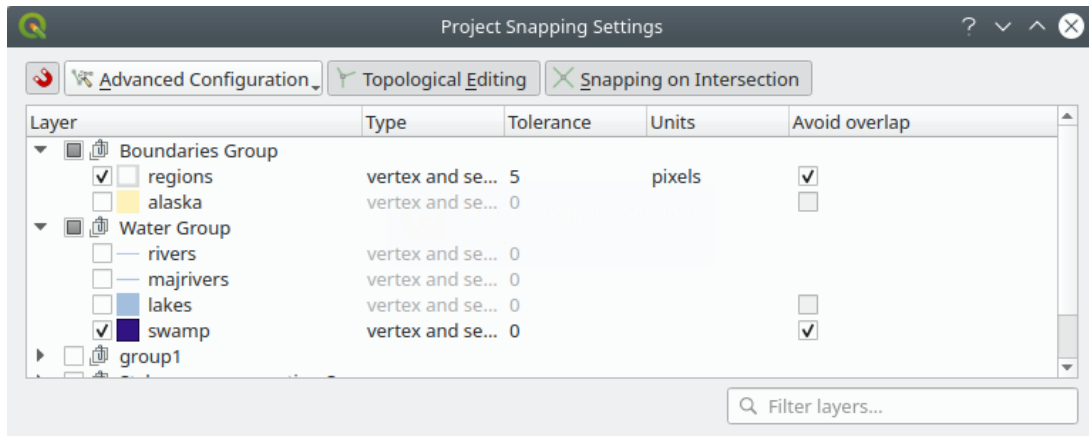 Project Snapping Settings
Advanced Configuration Topological Editing Snapping on Intersection
Layer Type Tolerance Units Avoid overlap
Boundaries Group
regions vertex and se... 5 pixels
alaska vertex and se... 0
Water Group
rivers vertex and se... 0
majrivers vertex and se... 0
lakes vertex and se... 0
swamp vertex and se... 0
group1
Filter layers...